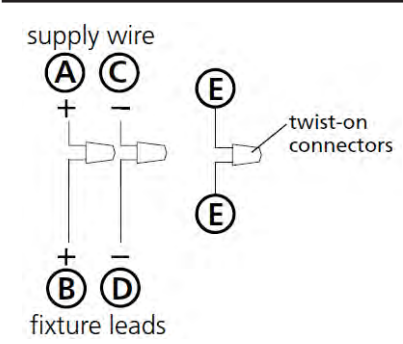 supply wire
A C
+ −
E
twist-on
connectors
E
+ −
B D
fixture leads